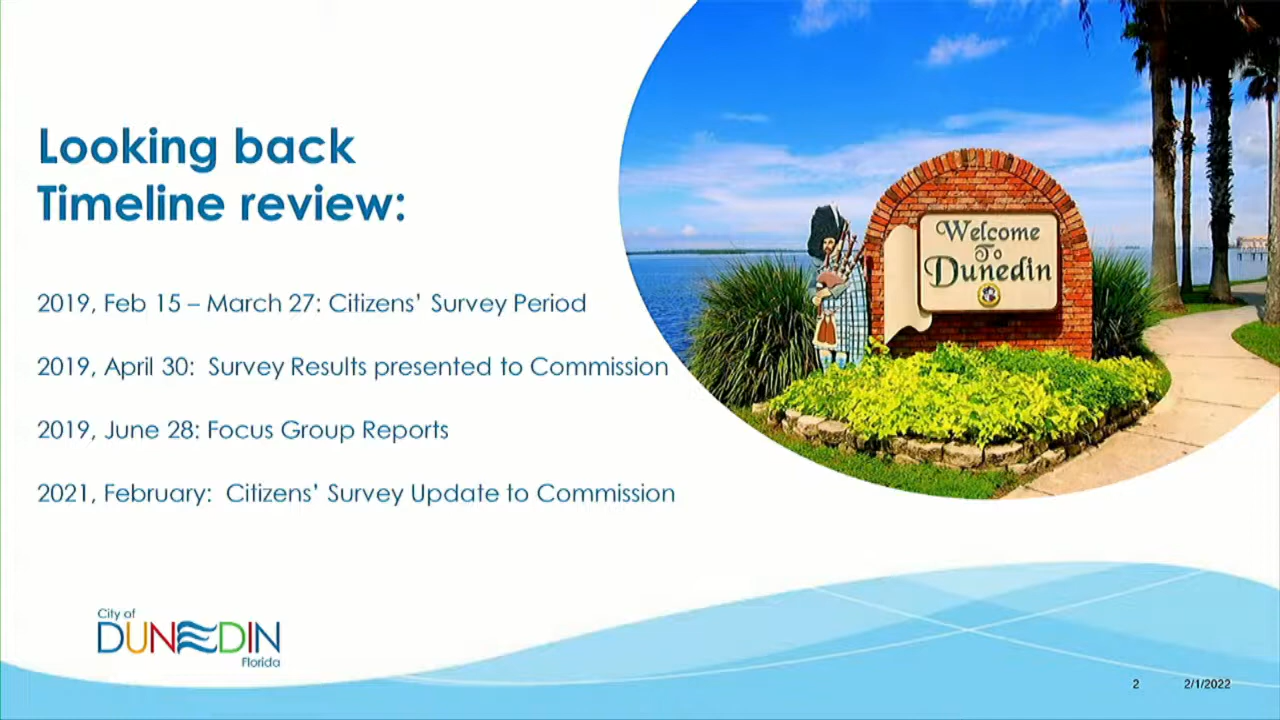 Looking back
Timeline review:
2019, Feb 15 – March 27: Citizens’ Survey Period
2019, April 30: Survey Results presented to Commission
2019, June 28: Focus Group Reports
2021, February: Citizens’ Survey Update to Commission
Welcome
To
Dunedin
City of
DUNEDIN
Florida
2 2/1/2022